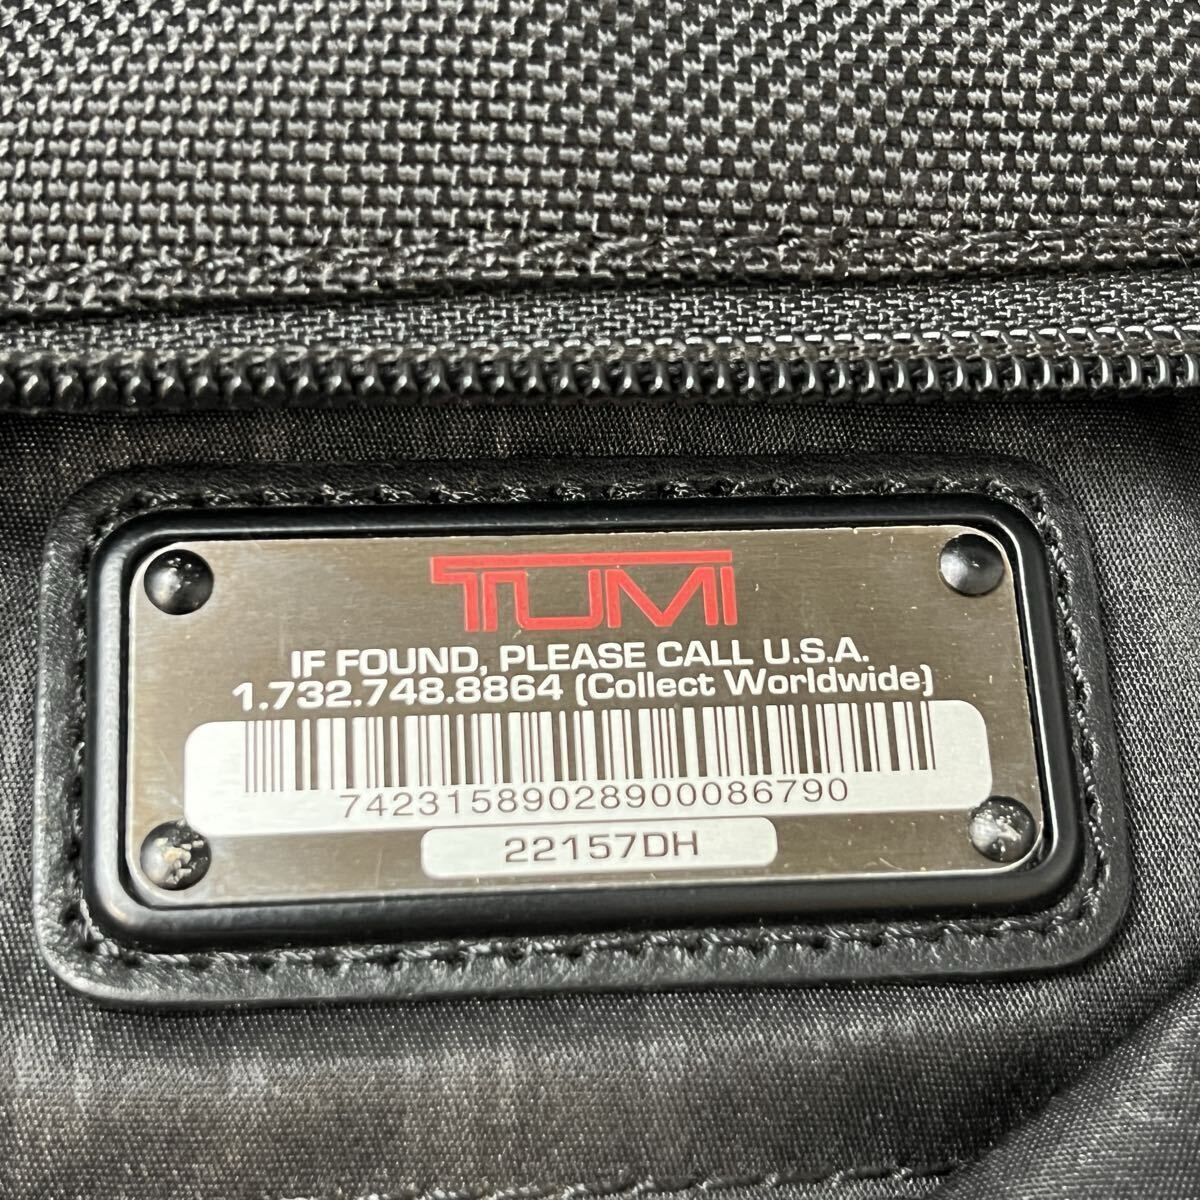 TUMI
IF FOUND, PLEASE CALL U.S.A.
1.732.748.8864 (Collect Worldwide)
74231589028900086790
22157DH